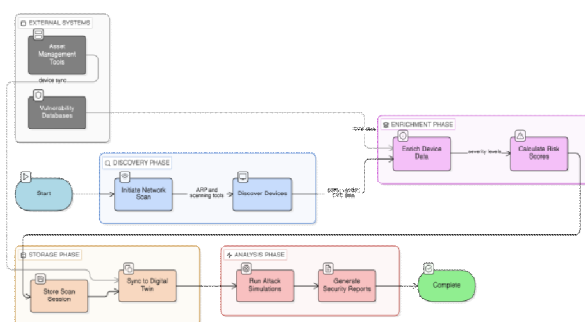 EXTERNAL SYSTEMS
Asset
Management
Tools
device sync
Vulnerability
Databases
ENRICHMENT PHASE
Enrich Device
Data
severity levels
Calculate Risk
Scores
DISCOVERY PHASE
Start
Initiate Network
Scan
ARP and
scanning tools
Discover Devices
STORAGE PHASE
Store Scan
Session
Sync to Digital
Twin
ANALYSIS PHASE
Run Attack
Simulations
Generate
Security Reports
Complete